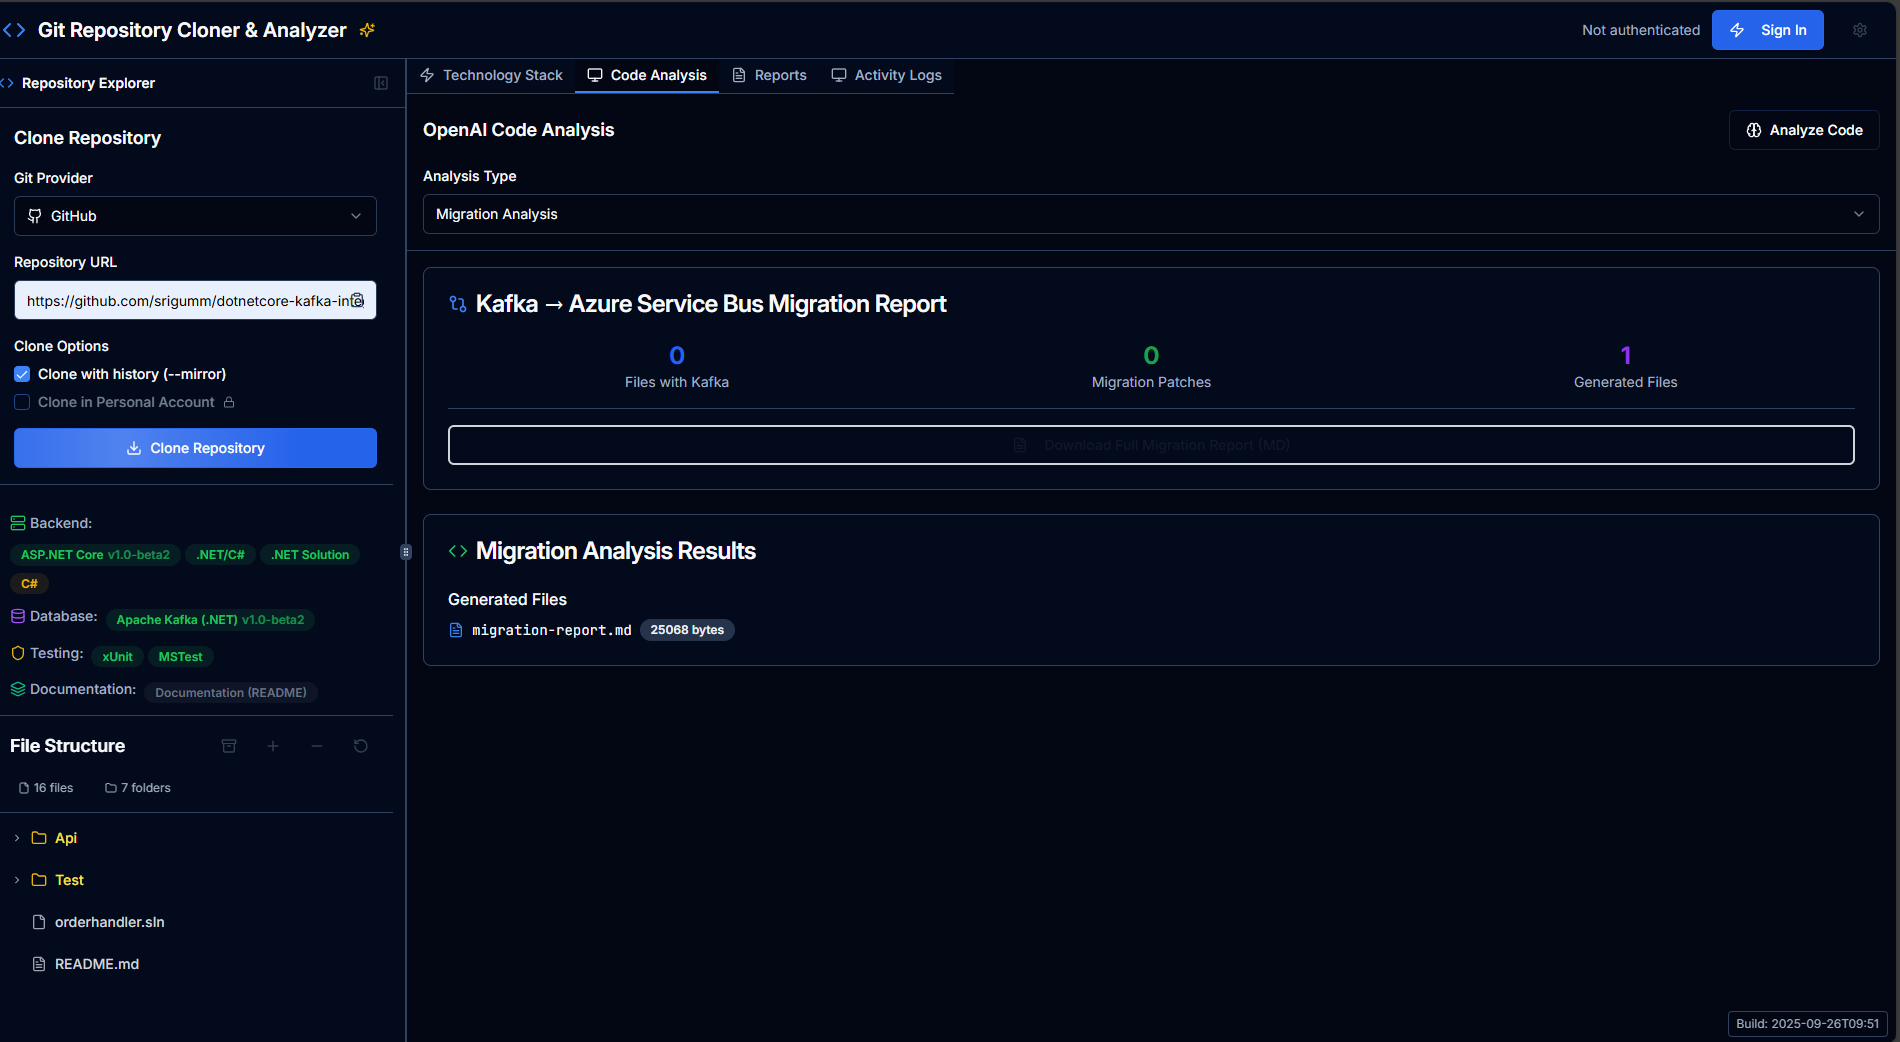 Git Repository Cloner & Analyzer
Not authenticated
Sign In
Repository Explorer
Technology Stack
Code Analysis
Reports
Activity Logs
Clone Repository
Git Provider
GitHub
Repository URL
https://github.com/srigumm/dotnetcore-kafka-inte
Clone Options
Clone with history (--mirror)
Clone in Personal Account
Clone Repository
Backend:
ASP.NET Core v1.0-beta2
.NET/C#
.NET Solution
C#
Database:
Apache Kafka (.NET) v1.0-beta2
Testing:
xUnit
MSTest
Documentation:
Documentation (README)
File Structure
16 files
7 folders
Api
Test
orderhandler.sln
README.md
OpenAI Code Analysis
Analyze Code
Analysis Type
Migration Analysis
Kafka → Azure Service Bus Migration Report
0
Files with Kafka
0
Migration Patches
1
Generated Files
Download Full Migration Report (MD)
Migration Analysis Results
Generated Files
migration-report.md
25068 bytes
Build: 2025-09-26T09:51